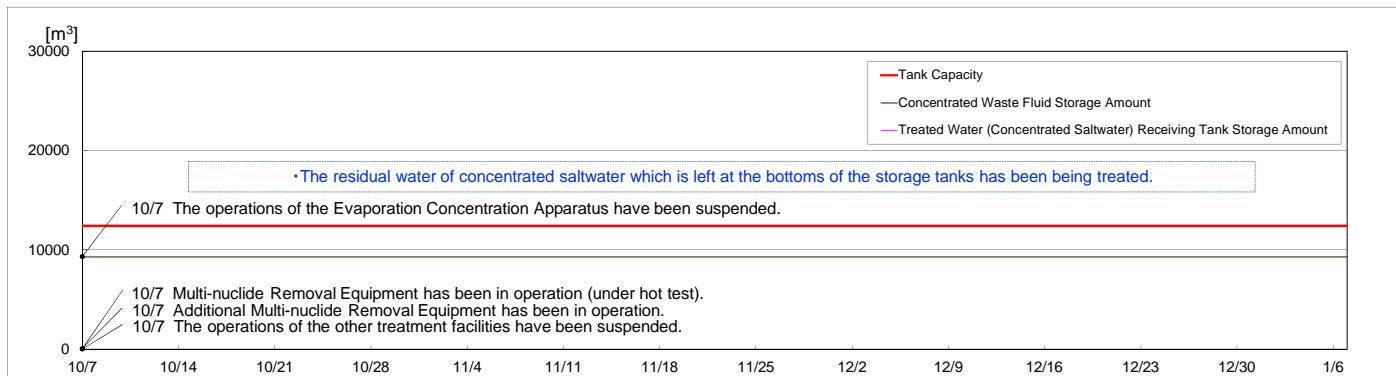 [m³]
30000
20000
10000
0
Tank Capacity
Concentrated Waste Fluid Storage Amount
Treated Water (Concentrated Saltwater) Receiving Tank Storage Amount
・The residual water of concentrated saltwater which is left at the bottoms of the storage tanks has been being treated.
10/7 The operations of the Evaporation Concentration Apparatus have been suspended.
10/7 Multi-nuclide Removal Equipment has been in operation (under hot test).
10/7 Additional Multi-nuclide Removal Equipment has been in operation.
10/7 The operations of the other treatment facilities have been suspended.
10/7 10/14 10/21 10/28 11/4 11/11 11/18 11/25 12/2 12/9 12/16 12/23 12/30 1/6